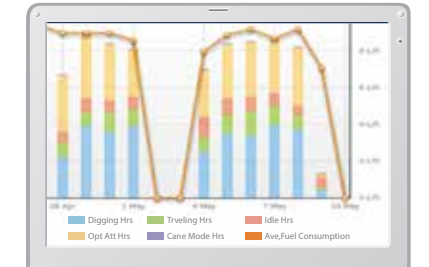 28 Apr 1 May 4 May 7 May 10 May
Digging Hrs Trveling Hrs Idle Hrs
Opt Att Hrs Cane Mode Hrs Ave,Fuel Consumption